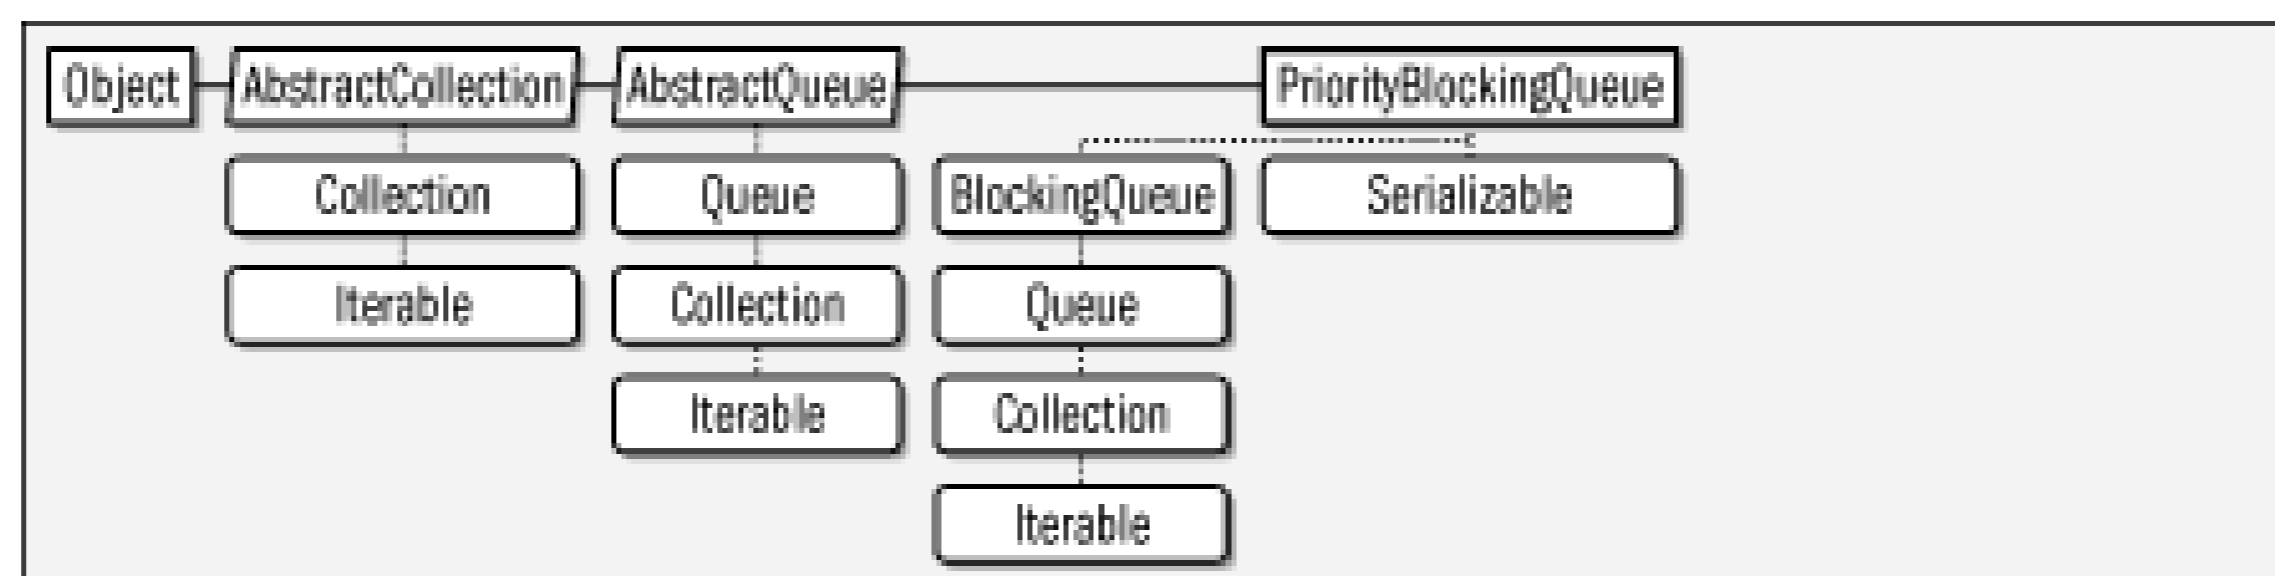 Object AbstractCollection AbstractQueue PriorityBlockingQueue
Collection Queue BlockingQueue Serializable
Iterable Collection Queue
Iterable Collection
Iterable